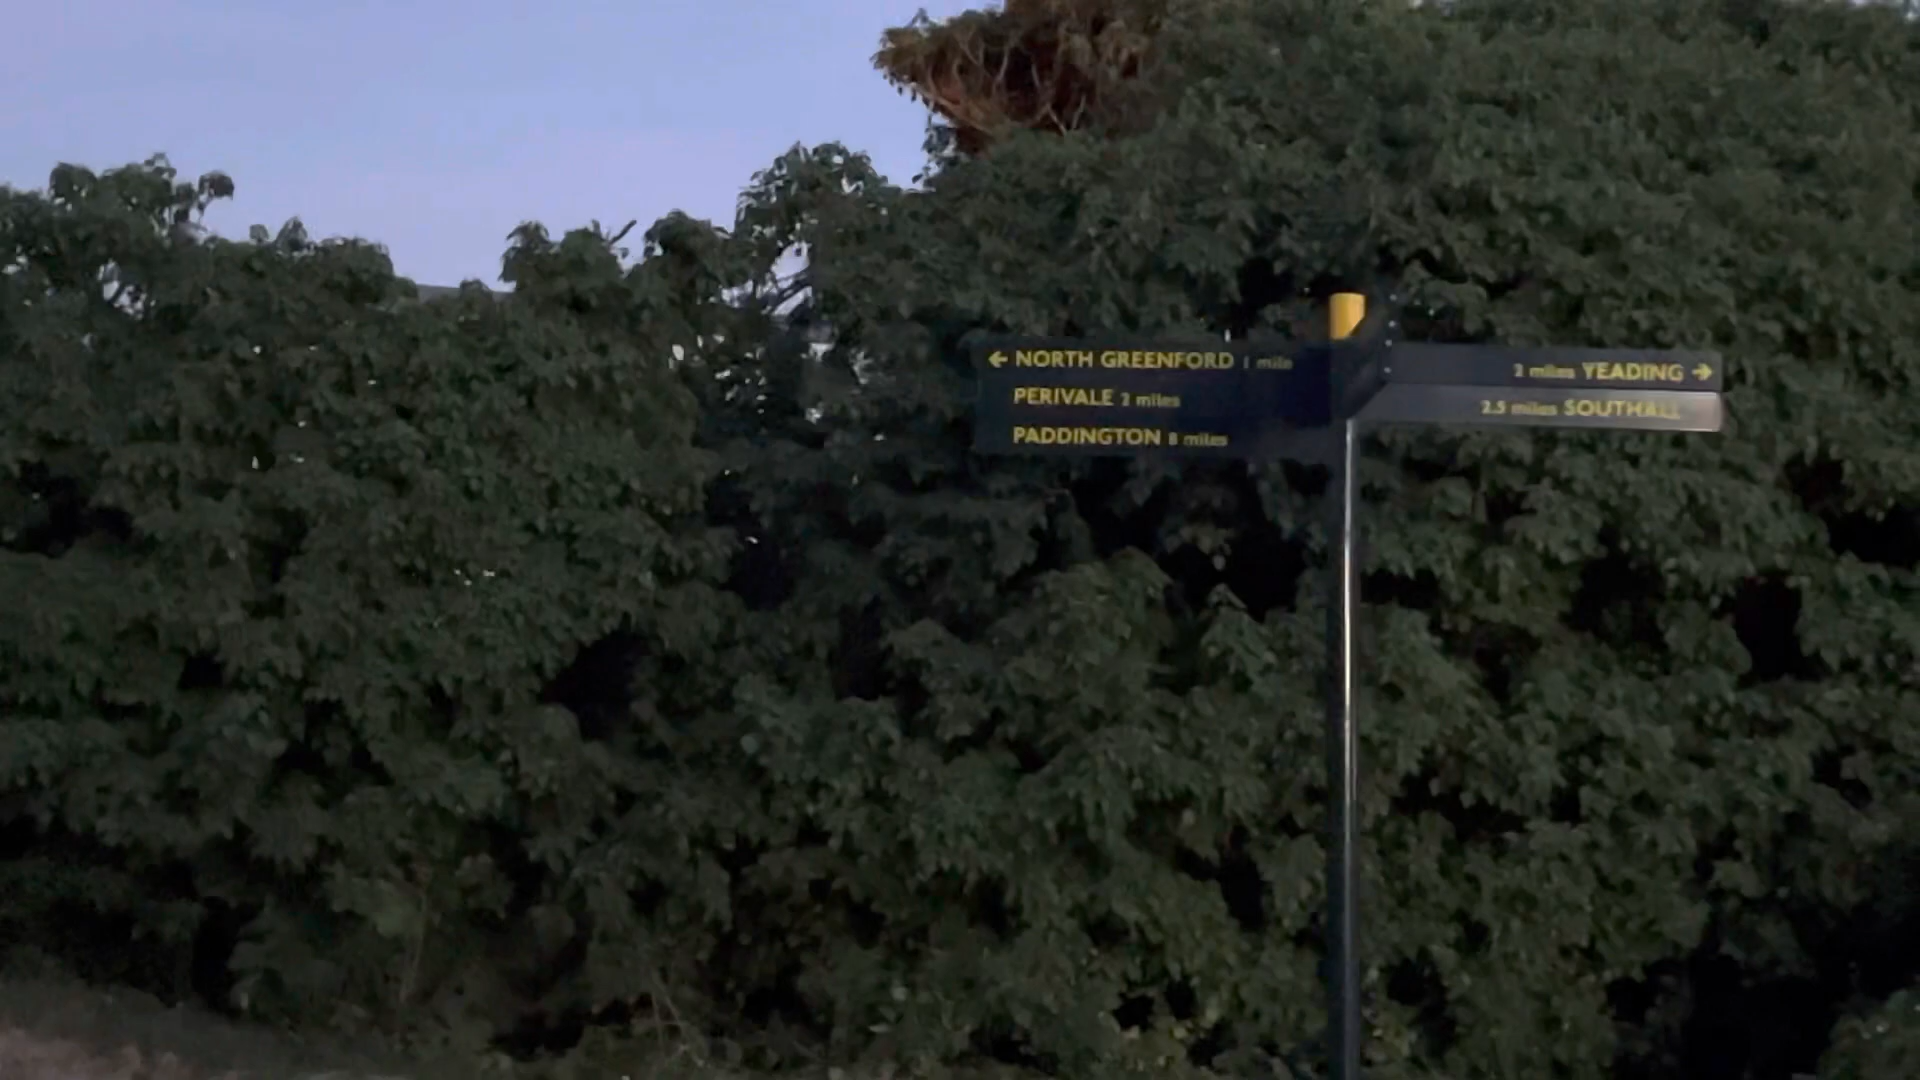 ← NORTH GREENFORD 1 mile
PERIVALE 2 miles
PADDINGTON 8 miles
2 miles YEADING →
2.5 miles SOUTHALL